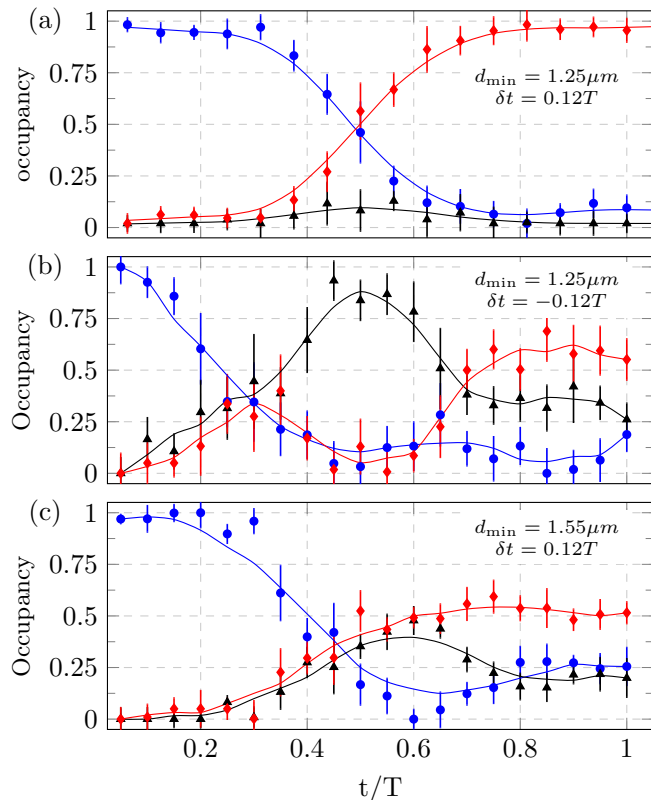 (a)
1
0.75
0.5
0.25
0
occupancy
d_min = 1.25μm
δt = 0.12T
(b)
1
0.75
0.5
0.25
0
Occupancy
d_min = 1.25μm
δt = −0.12T
(c)
1
0.75
0.5
0.25
0
Occupancy
d_min = 1.55μm
δt = 0.12T
0.2 0.4 0.6 0.8 1
t/T